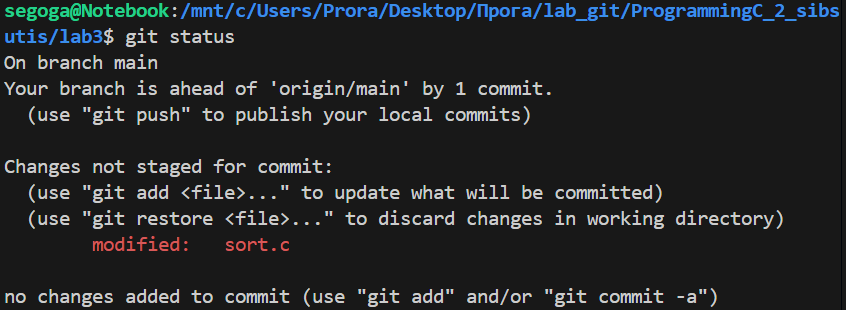 segoga@Notebook:/mnt/c/Users/Prora/Desktop/Прога/lab_git/ProgrammingC_2_sibs
utis/lab3$ git status
On branch main
Your branch is ahead of 'origin/main' by 1 commit.
  (use "git push" to publish your local commits)

Changes not staged for commit:
  (use "git add <file>..." to update what will be committed)
  (use "git restore <file>..." to discard changes in working directory)
        modified:   sort.c

no changes added to commit (use "git add" and/or "git commit -a")